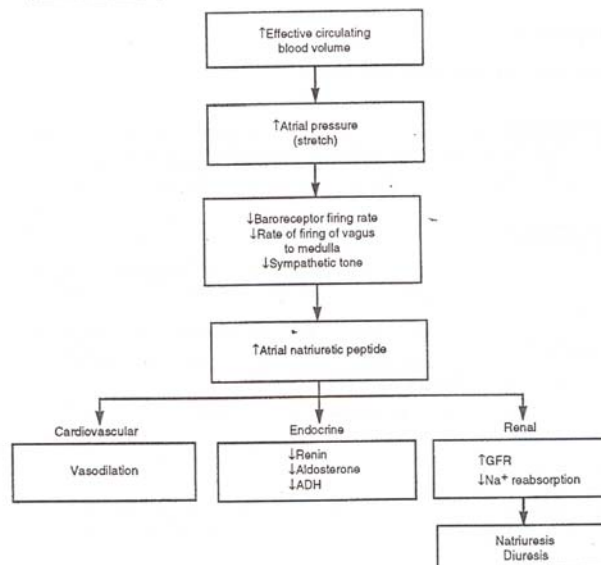 ↑Effective circulating
blood volume
↑Atrial pressure
(stretch)
↓Baroreceptor firing rate
↓Rate of firing of vagus
to medulla
↓Sympathetic tone
↑Atrial natriuretic peptide
Cardiovascular
Vasodilation
Endocrine
↓Renin
↓Aldosterone
↓ADH
Renal
↑GFR
↓Na⁺ reabsorption
Natriuresis
Diuresis